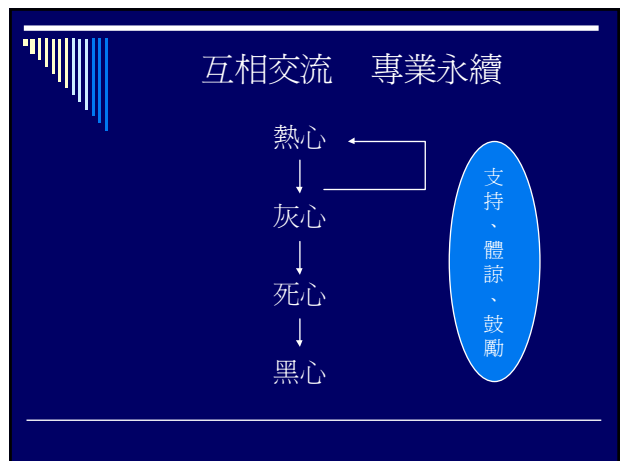 互相交流　專業永續
熱心
灰心
死心
黑心
支持、體諒、鼓勵